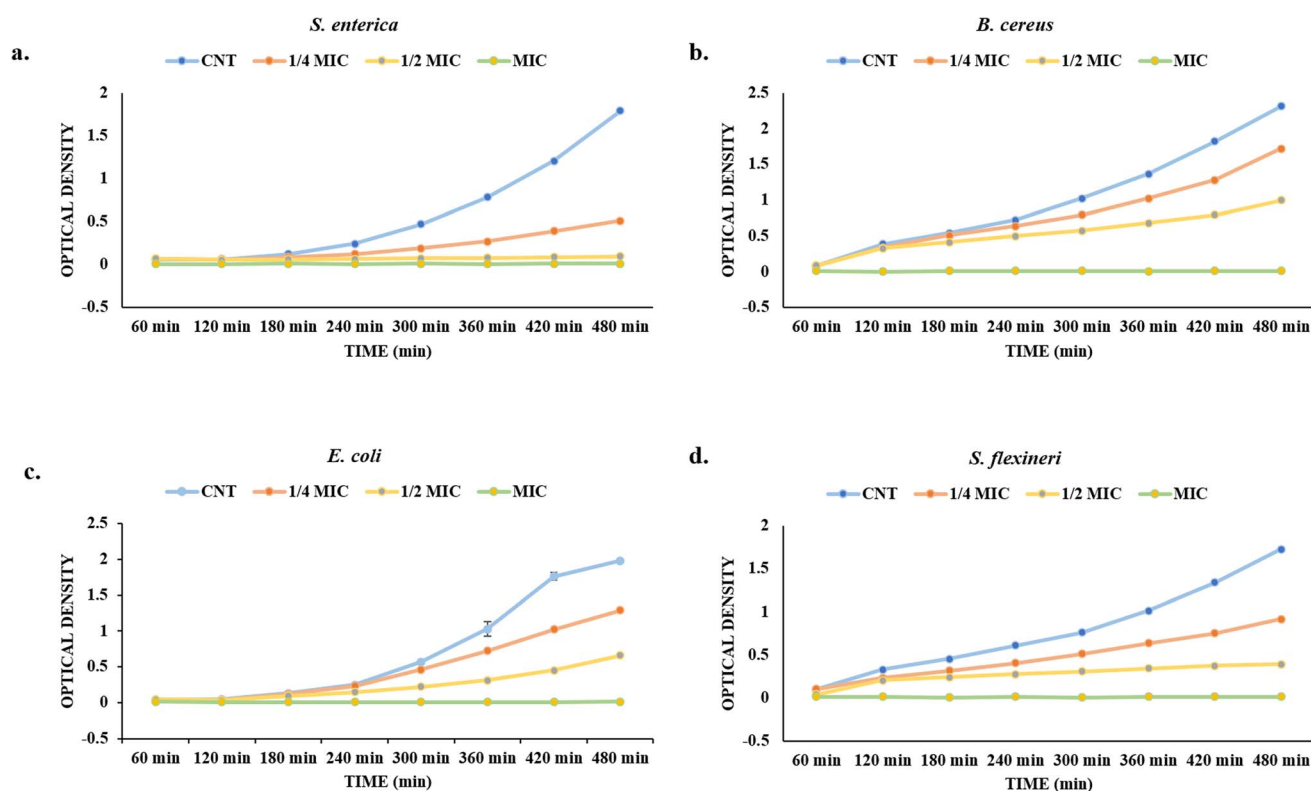 S. enterica
a.
CNT 1/4 MIC 1/2 MIC MIC
2
1.5
1
0.5
0
-0.5
OPTICAL DENSITY
60 min 120 min 180 min 240 min 300 min 360 min 420 min 480 min
TIME (min)
B. cereus
b.
CNT 1/4 MIC 1/2 MIC MIC
2.5
2
1.5
1
0.5
0
-0.5
OPTICAL DENSITY
60 min 120 min 180 min 240 min 300 min 360 min 420 min 480 min
TIME (min)
E. coli
c.
CNT 1/4 MIC 1/2 MIC MIC
2.5
2
1.5
1
0.5
0
-0.5
OPTICAL DENSITY
60 min 120 min 180 min 240 min 300 min 360 min 420 min 480 min
TIME (min)
S. flexineri
d.
CNT 1/4 MIC 1/2 MIC MIC
2
1.5
1
0.5
0
-0.5
OPTICAL DENSITY
60 min 120 min 180 min 240 min 300 min 360 min 420 min 480 min
TIME (min)